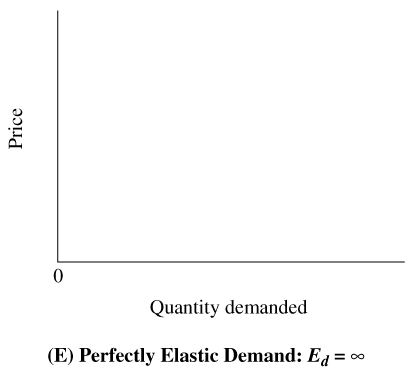 Price
0
Quantity demanded
(E) Perfectly Elastic Demand: E_d = ∞